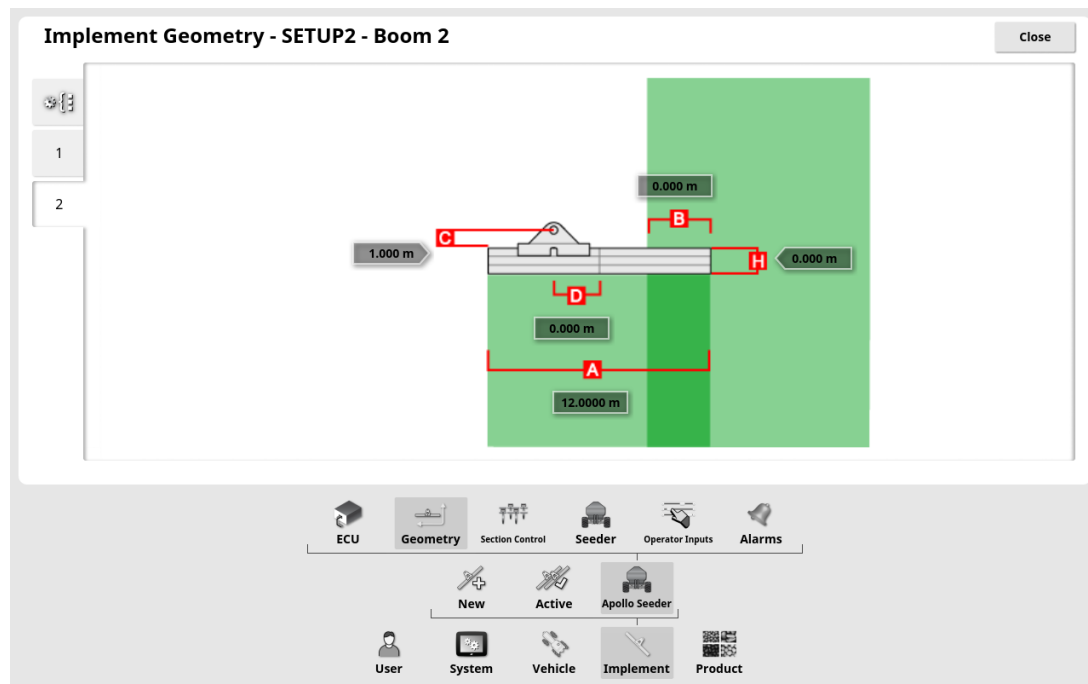 Implement Geometry - SETUP2 - Boom 2
Close
1
2
0.000 m
B
C
1.000 m
H
0.000 m
D
0.000 m
A
12.0000 m
ECU
Geometry
Section Control
Seeder
Operator Inputs
Alarms
New
Active
Apollo Seeder
User
System
Vehicle
Implement
Product